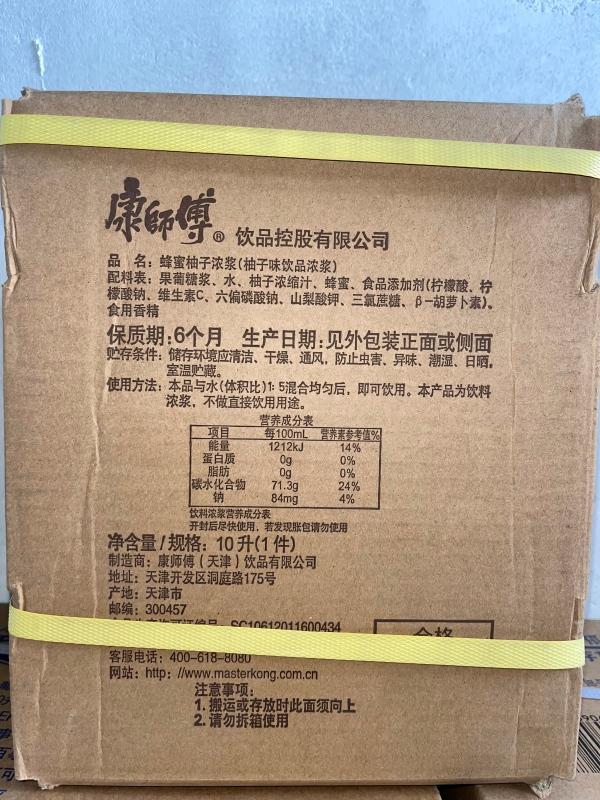 康師傅® 饮品控股有限公司
品 名：蜂蜜柚子浓浆(柚子味饮品浓浆)
配料表：果葡糖浆、水、柚子浓缩汁、蜂蜜、食品添加剂(柠檬酸、柠
檬酸钠、维生素C、六偏磷酸钠、山梨酸钾、三氯蔗糖、β-胡萝卜素)、
食用香精
保质期：6个月 生产日期：见外包装正面或侧面
贮存条件：储存环境应清洁、干燥、通风，防止虫害、异味、潮湿、日晒，
室温贮藏。
使用方法：本品与水(体积比)1：5混合均匀后，即可饮用。本产品为饮料
浓浆，不做直接饮用用途。
营养成分表
项目 每100mL 营养素参考值%
能量 1212kJ 14%
蛋白质 0g 0%
脂肪 0g 0%
碳水化合物 71.3g 24%
钠 84mg 4%
饮料浓浆营养成分表
开封后尽快使用，若发现胀包请勿使用
净含量/规格：10升(1件)
制造商：康师傅（天津）饮品有限公司
地址：天津开发区洞庭路175号
产地：天津市
邮编：300457
SC10612011600434
合格
客服电话：400-618-8080
网站：http：//www.masterkong.com.cn
注意事项：
1.搬运或存放时此面须向上
2.请勿拆箱使用